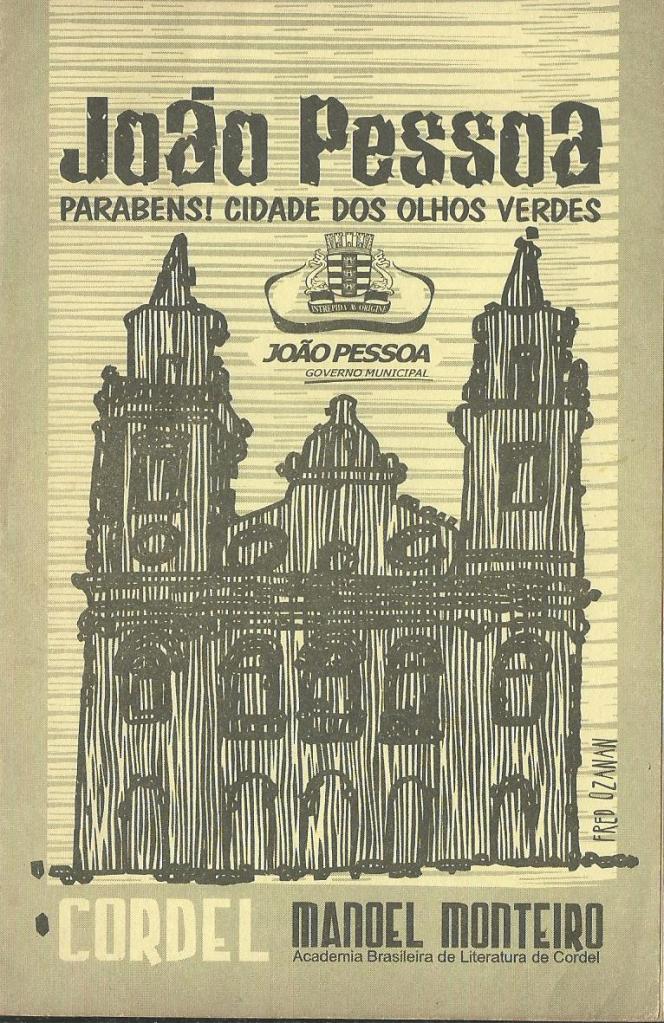 João Pessoa
PARABENS! CIDADE DOS OLHOS VERDES
INTREPIDA AB ORIGINE
JOÃO PESSOA
GOVERNO MUNICIPAL
FRED OZANAN
CORDEL
MANOEL MONTEIRO
Academia Brasileira de Literatura de Cordel